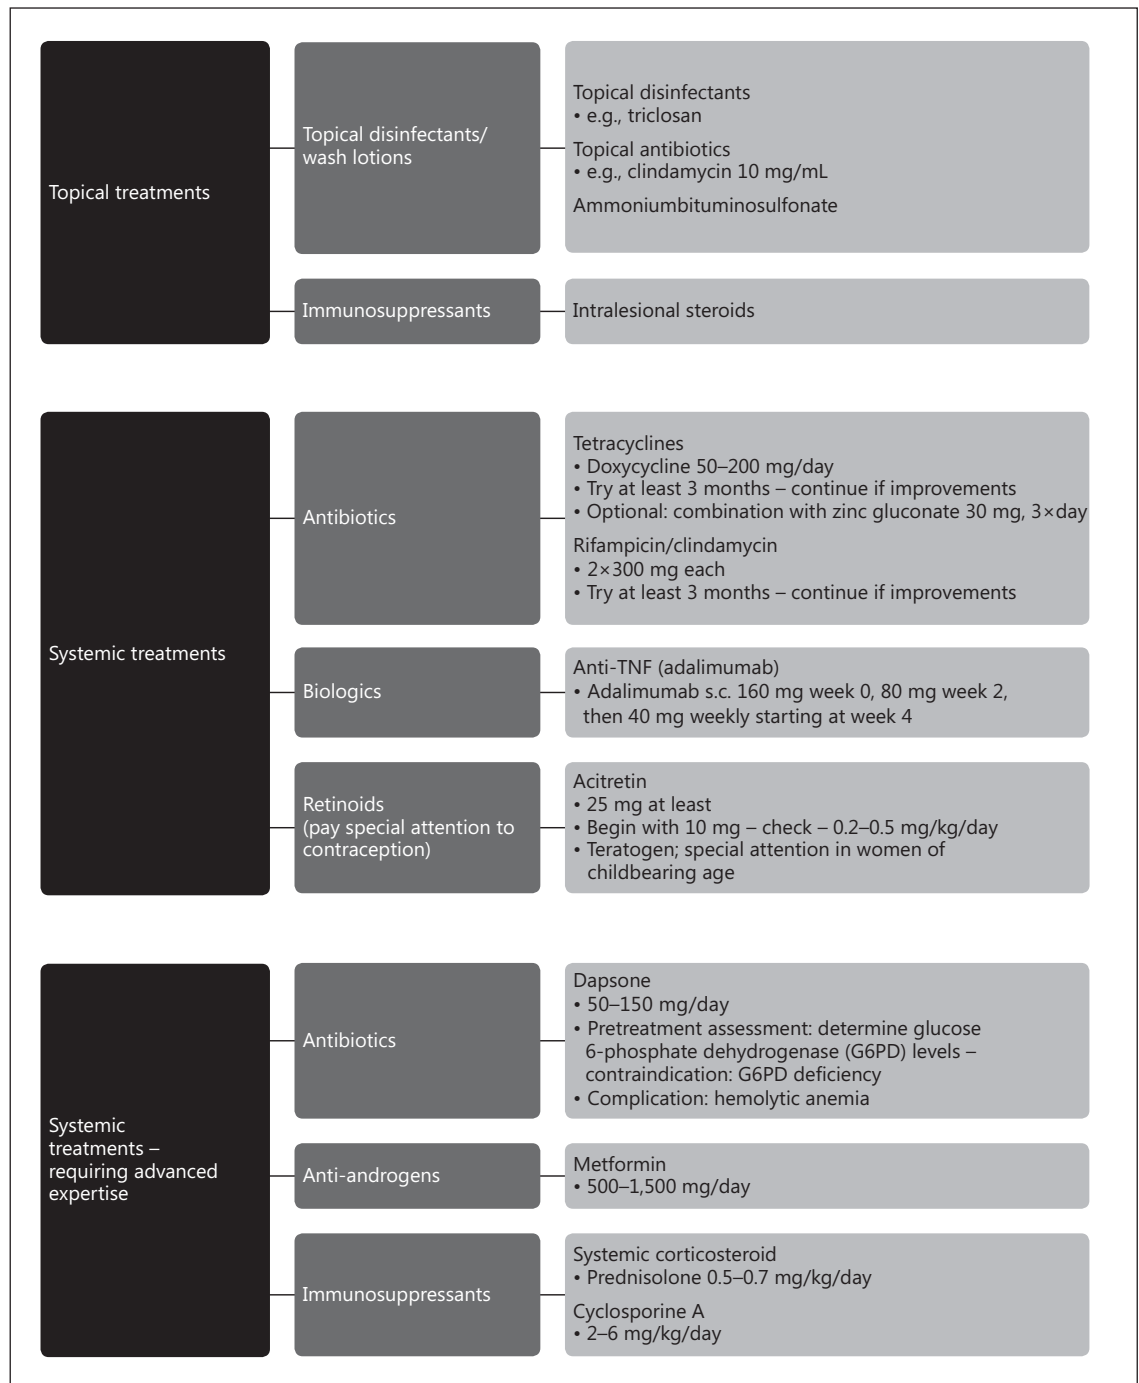 Topical treatments
Topical disinfectants/
wash lotions
Topical disinfectants
• e.g., triclosan
Topical antibiotics
• e.g., clindamycin 10 mg/mL
Ammoniumbituminosulfonate
Immunosuppressants
Intralesional steroids
Systemic treatments
Antibiotics
Tetracyclines
• Doxycycline 50–200 mg/day
• Try at least 3 months – continue if improvements
• Optional: combination with zinc gluconate 30 mg, 3×day
Rifampicin/clindamycin
• 2×300 mg each
• Try at least 3 months – continue if improvements
Biologics
Anti-TNF (adalimumab)
• Adalimumab s.c. 160 mg week 0, 80 mg week 2,
then 40 mg weekly starting at week 4
Retinoids
(pay special attention to
contraception)
Acitretin
• 25 mg at least
• Begin with 10 mg – check – 0.2–0.5 mg/kg/day
• Teratogen; special attention in women of
childbearing age
Systemic
treatments –
requiring advanced
expertise
Antibiotics
Dapsone
• 50–150 mg/day
• Pretreatment assessment: determine glucose
6-phosphate dehydrogenase (G6PD) levels –
contraindication: G6PD deficiency
• Complication: hemolytic anemia
Anti-androgens
Metformin
• 500–1,500 mg/day
Immunosuppressants
Systemic corticosteroid
• Prednisolone 0.5–0.7 mg/kg/day
Cyclosporine A
• 2–6 mg/kg/day